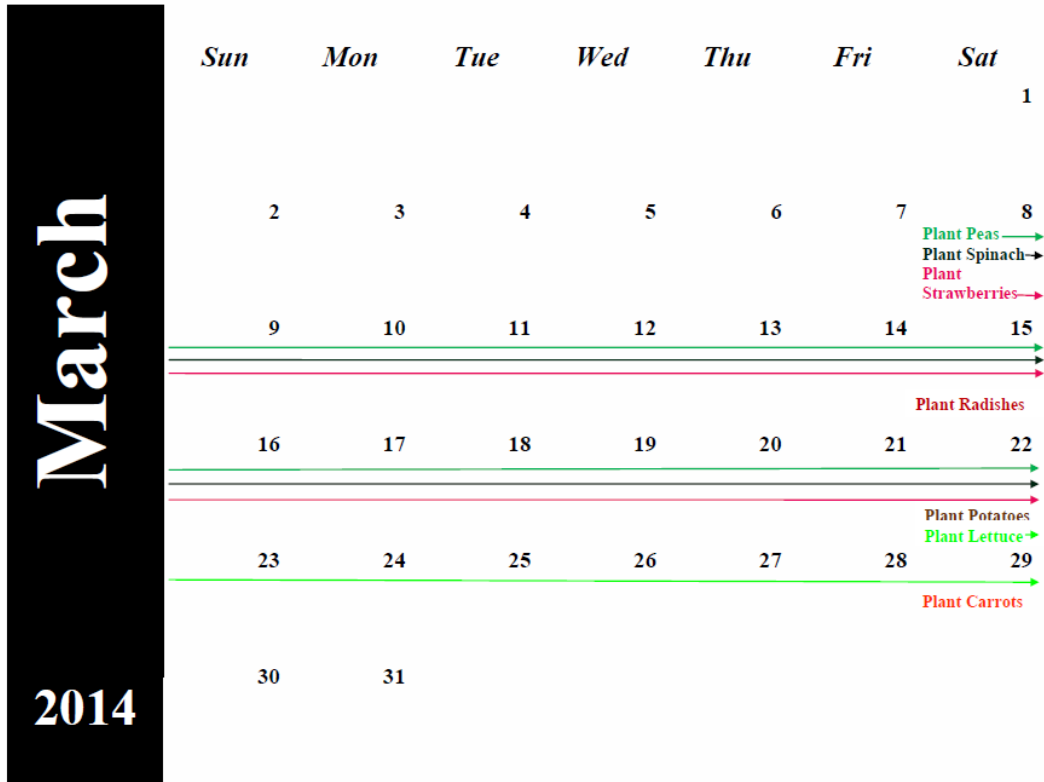 March
2014
Sun Mon Tue Wed Thu Fri Sat
1
2 3 4 5 6 7 8
Plant Peas
Plant Spinach
Plant
Strawberries
9 10 11 12 13 14 15
Plant Radishes
16 17 18 19 20 21 22
Plant Potatoes
Plant Lettuce
23 24 25 26 27 28 29
Plant Carrots
30 31